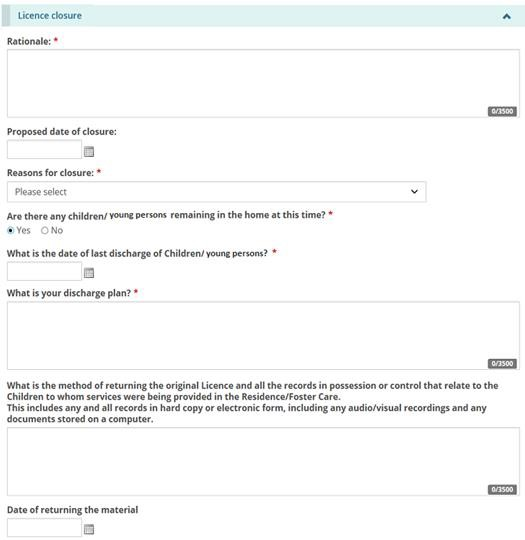 Licence closure
Rationale: *
0/3500
Proposed date of closure:
Reasons for closure: *
Please select
Are there any children/ young persons remaining in the home at this time? *
Yes No
What is the date of last discharge of Children/ young persons? *
What is your discharge plan? *
0/3500
What is the method of returning the original Licence and all the records in possession or control that relate to the
Children to whom services were being provided in the Residence/Foster Care.
This includes any and all records in hard copy or electronic form, including any audio/visual recordings and any
documents stored on a computer.
0/3500
Date of returning the material